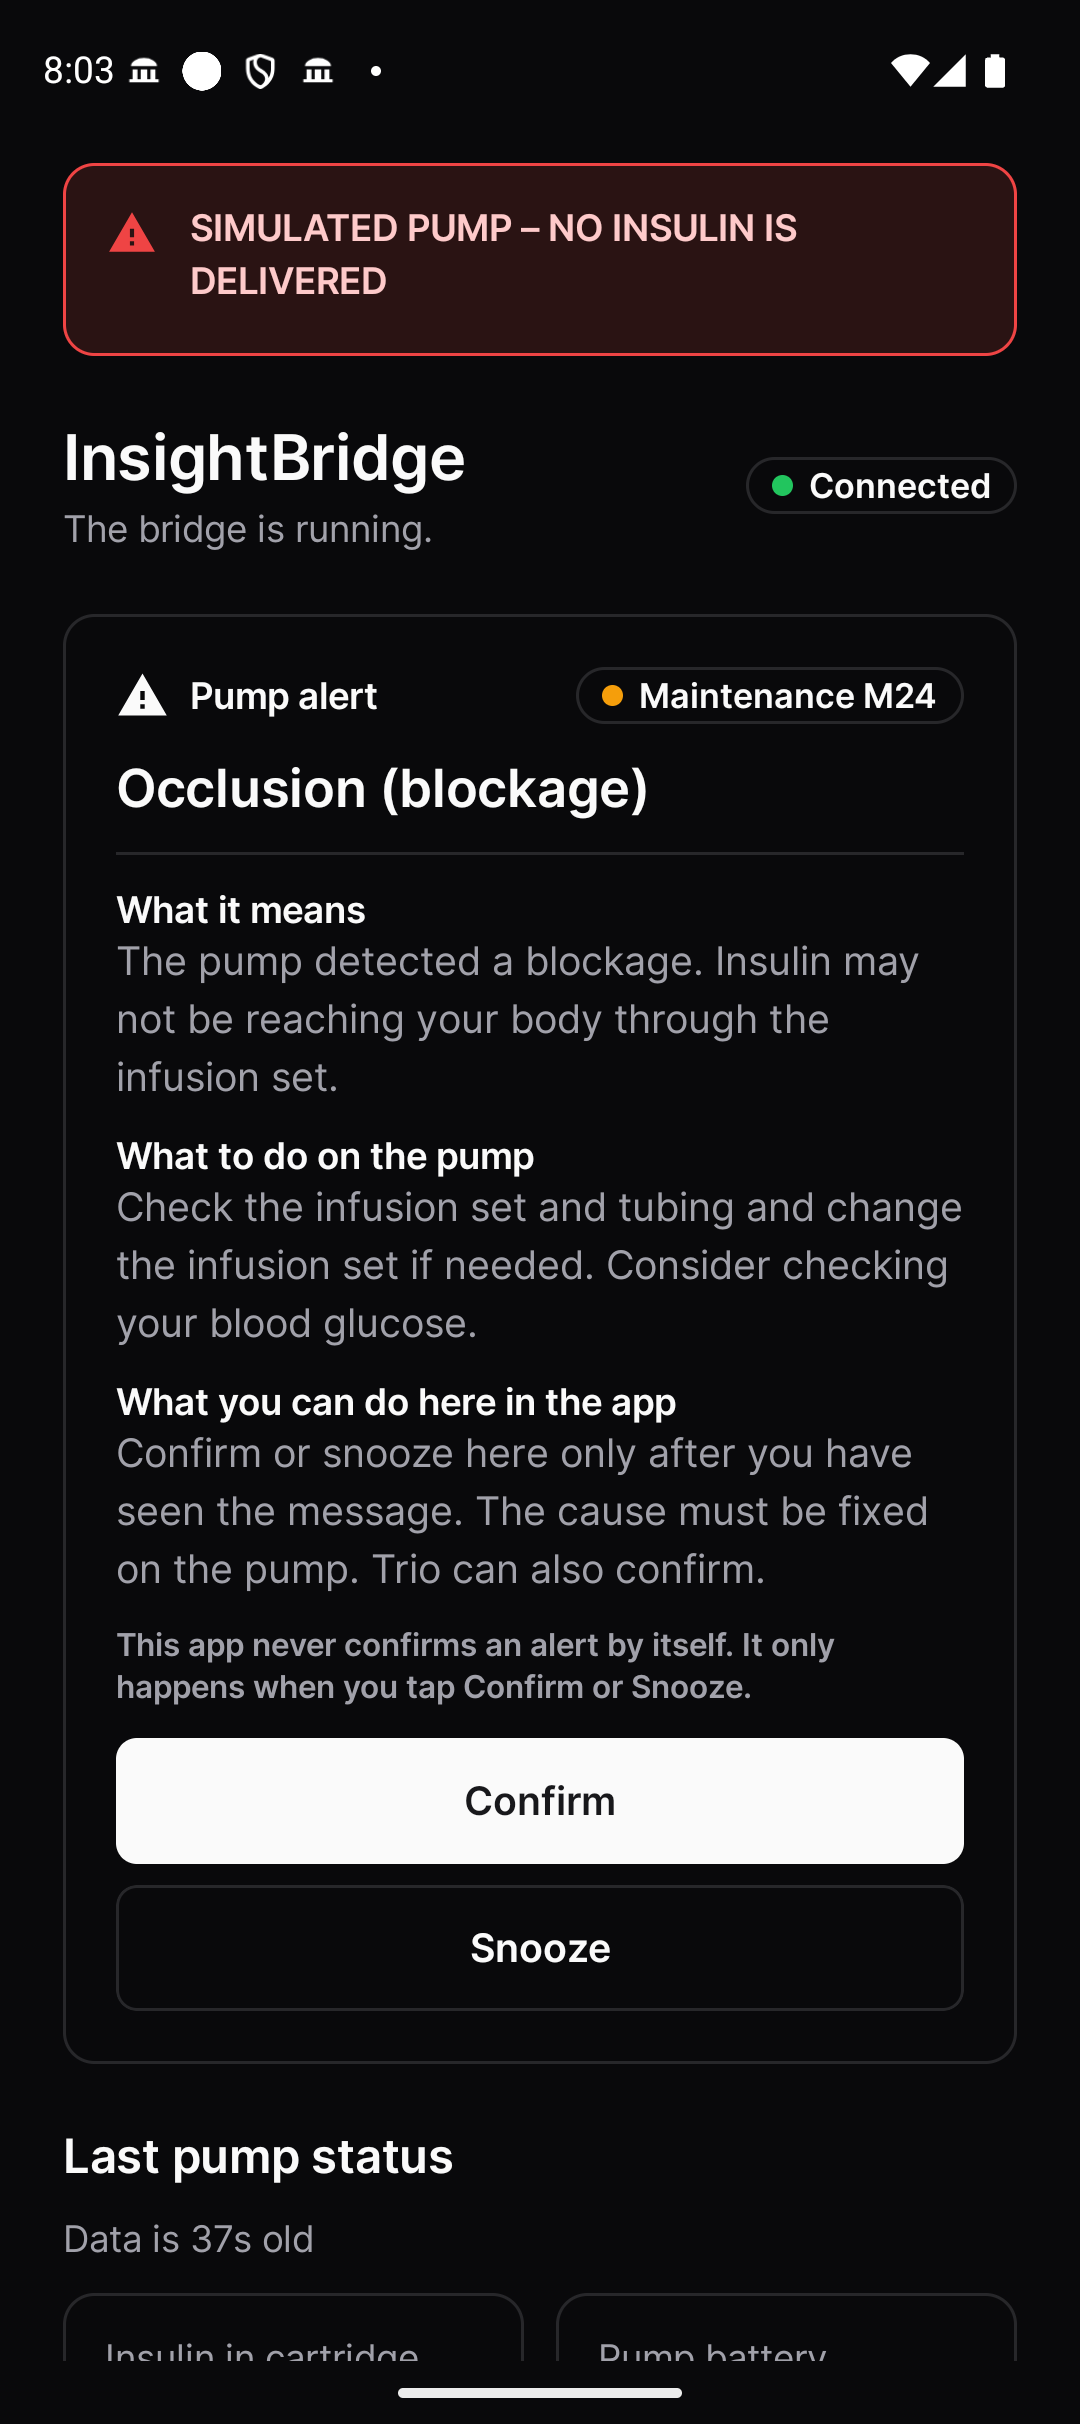 8:03
SIMULATED PUMP – NO INSULIN IS
DELIVERED
InsightBridge
Connected
The bridge is running.
Pump alert
Maintenance M24
Occlusion (blockage)
What it means
The pump detected a blockage. Insulin may
not be reaching your body through the
infusion set.
What to do on the pump
Check the infusion set and tubing and change
the infusion set if needed. Consider checking
your blood glucose.
What you can do here in the app
Confirm or snooze here only after you have
seen the message. The cause must be fixed
on the pump. Trio can also confirm.
This app never confirms an alert by itself. It only
happens when you tap Confirm or Snooze.
Confirm
Snooze
Last pump status
Data is 37s old
Insulin in cartridge
Pump battery